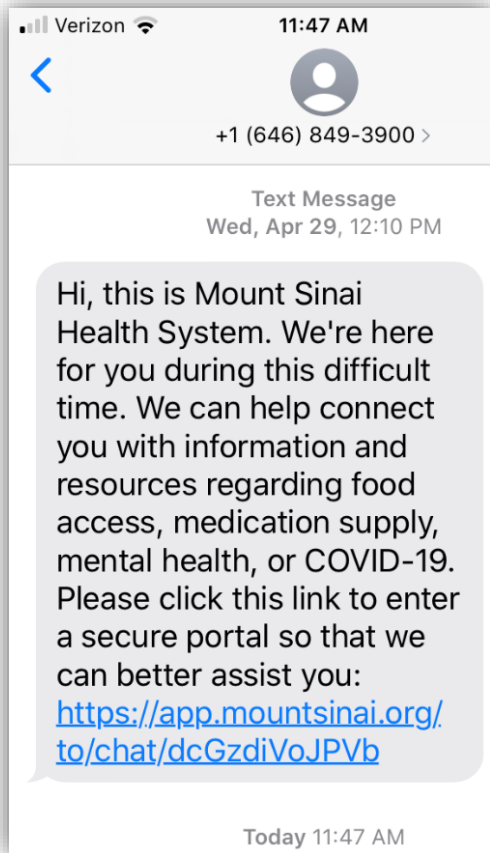 Verizon 11:47 AM
+1 (646) 849-3900 >
Text Message
Wed, Apr 29, 12:10 PM
Hi, this is Mount Sinai
Health System. We're here
for you during this difficult
time. We can help connect
you with information and
resources regarding food
access, medication supply,
mental health, or COVID-19.
Please click this link to enter
a secure portal so that we
can better assist you:
https://app.mountsinai.org/
to/chat/dcGzdiVoJPVb
Today 11:47 AM